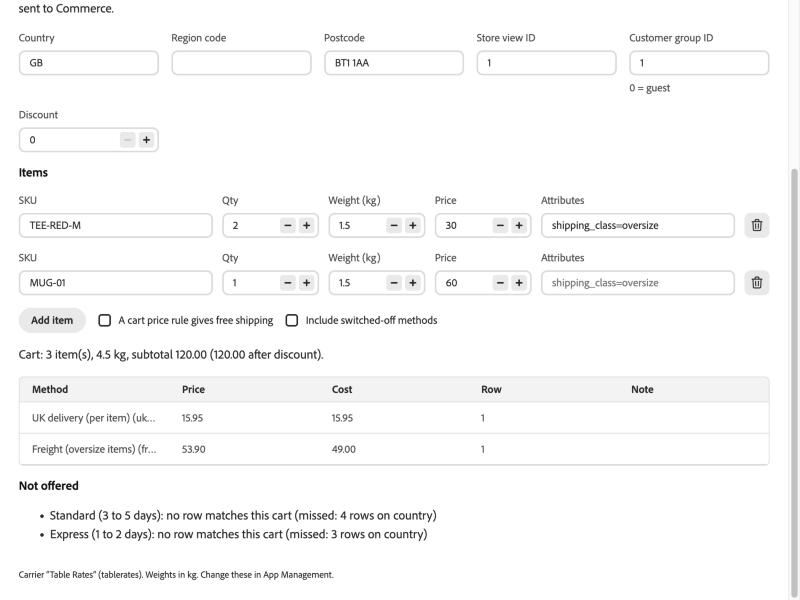 sent to Commerce.
Country Region code Postcode Store view ID Customer group ID
GB BT1 1AA 1 1
0 = guest
Discount
0
Items
SKU Qty Weight (kg) Price Attributes
TEE-RED-M 2 1.5 30 shipping_class=oversize
SKU Qty Weight (kg) Price Attributes
MUG-01 1 1.5 60 shipping_class=oversize
Add item A cart price rule gives free shipping Include switched-off methods
Cart: 3 item(s), 4.5 kg, subtotal 120.00 (120.00 after discount).
Method Price Cost Row Note
UK delivery (per item) (uk... 15.95 15.95 1
Freight (oversize items) (fr... 53.90 49.00 1
Not offered
• Standard (3 to 5 days): no row matches this cart (missed: 4 rows on country)
• Express (1 to 2 days): no row matches this cart (missed: 3 rows on country)
Carrier "Table Rates" (tablerates). Weights in kg. Change these in App Management.